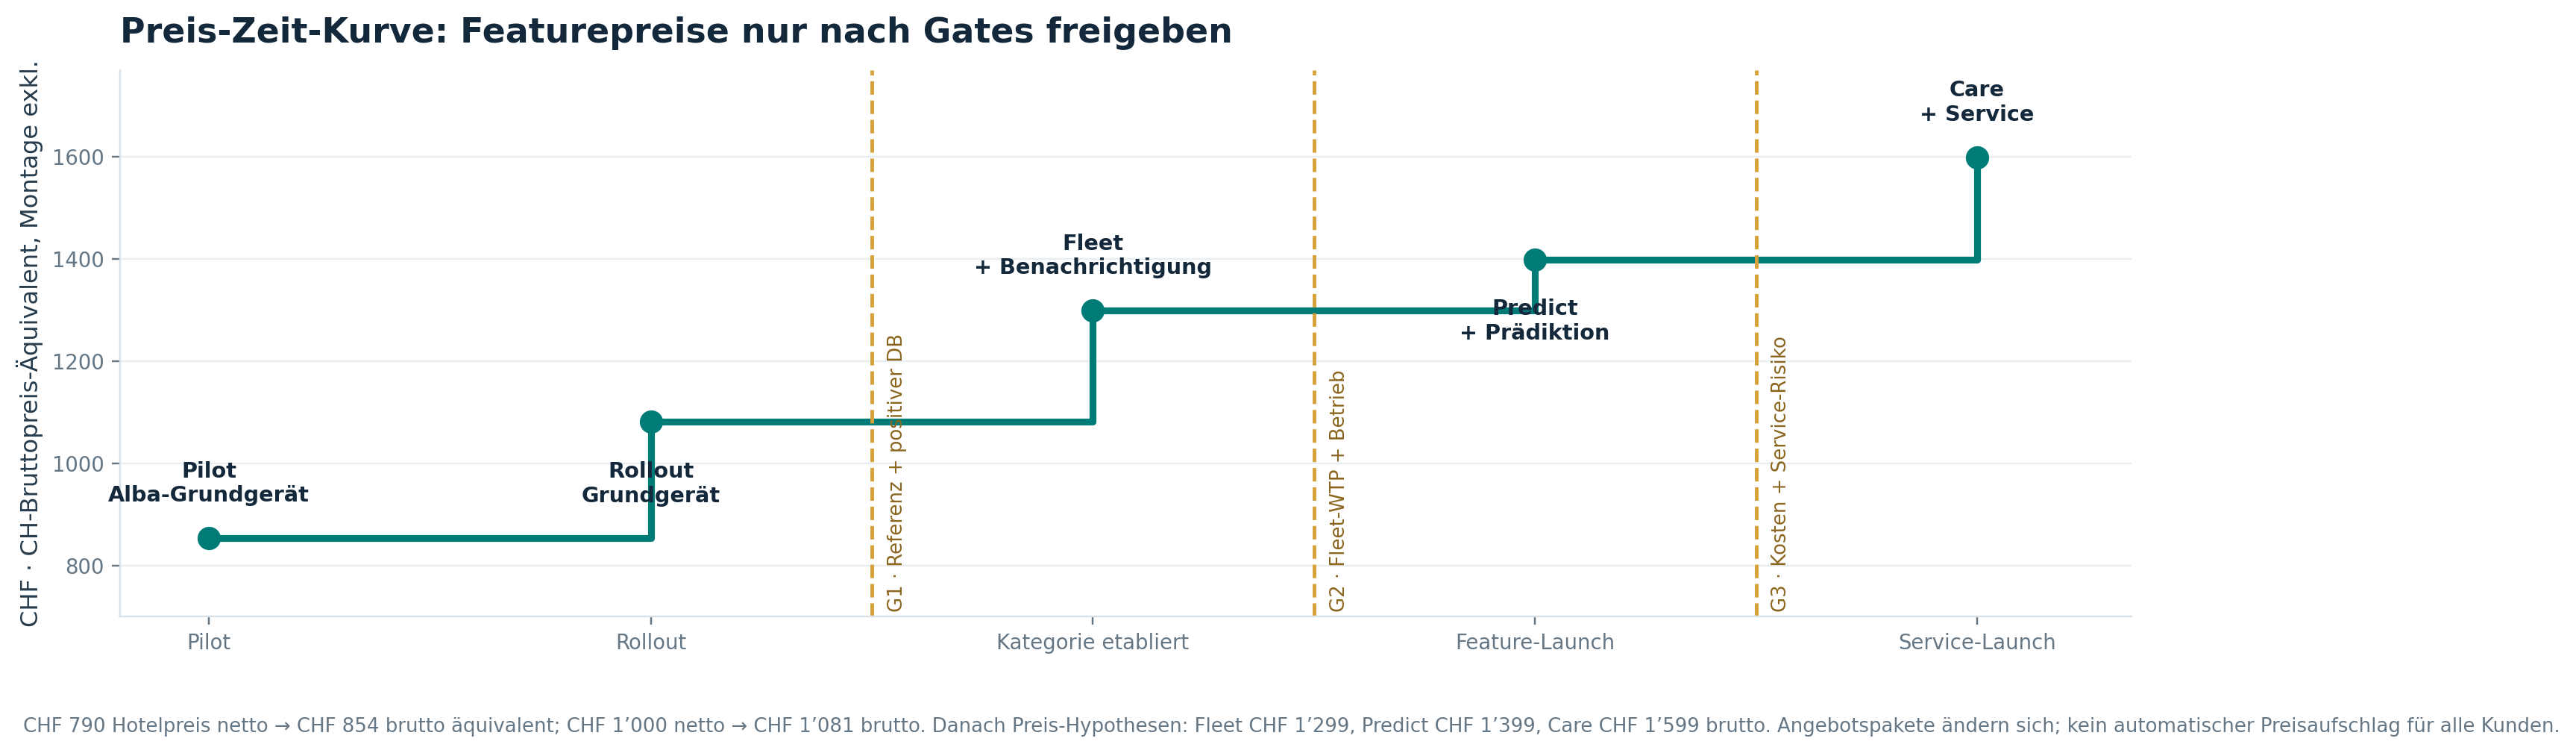 Preis-Zeit-Kurve: Featurepreise nur nach Gates freigeben
CHF · CH-Bruttopreis-Äquivalent, Montage exkl.
1600
1400
1200
1000
800
Pilot
Alba-Grundgerät
Rollout
Grundgerät
Fleet
+ Benachrichtigung
Predict
+ Prädiktion
Care
+ Service
G1 · Referenz + positiver DB
G2 · Fleet-WTP + Betrieb
G3 · Kosten + Service-Risiko
Pilot
Rollout
Kategorie etabliert
Feature-Launch
Service-Launch
CHF 790 Hotelpreis netto → CHF 854 brutto äquivalent; CHF 1’000 netto → CHF 1’081 brutto. Danach Preis-Hypothesen: Fleet CHF 1’299, Predict CHF 1’399, Care CHF 1’599 brutto. Angebotspakete ändern sich; kein automatischer Preisaufschlag für alle Kunden.